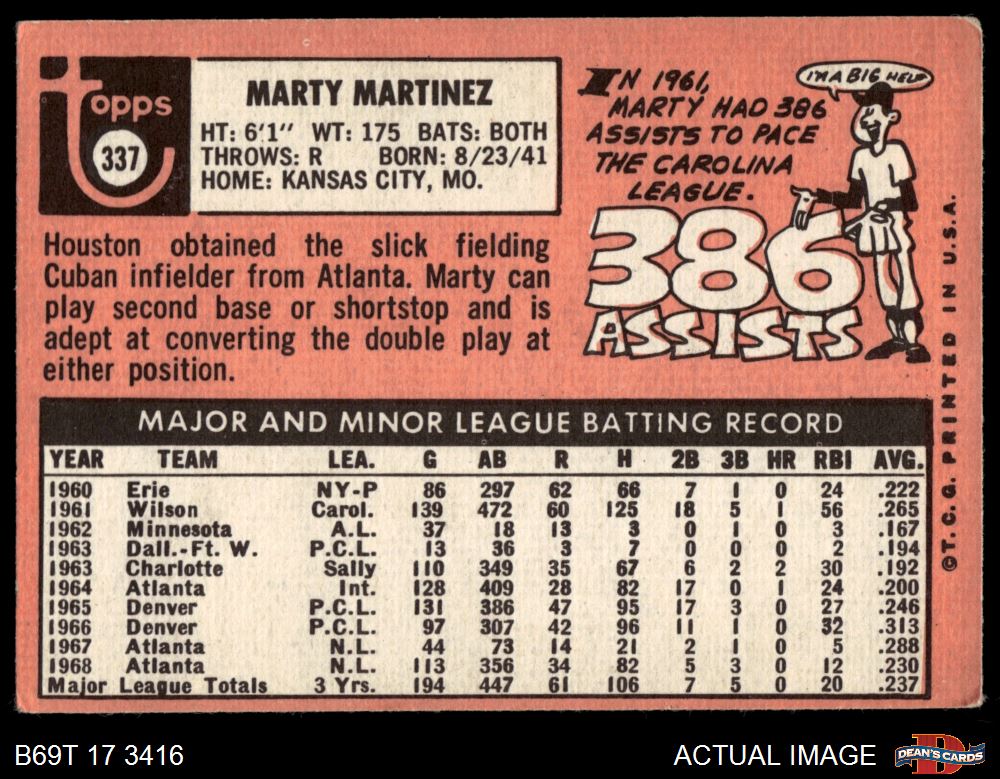 Topps
337
MARTY MARTINEZ
HT: 6'1" WT: 175 BATS: BOTH
THROWS: R BORN: 8/23/41
HOME: KANSAS CITY, MO.
Houston obtained the slick fielding
Cuban infielder from Atlanta. Marty can
play second base or shortstop and is
adept at converting the double play at
either position.
IN 1961,
MARTY HAD 386
ASSISTS TO PACE
THE CAROLINA
LEAGUE.
I'M A BIG HELP
386
ASSISTS
©T.C.G. PRINTED IN U.S.A.
MAJOR AND MINOR LEAGUE BATTING RECORD
YEAR TEAM LEA. G AB R H 2B 3B HR RBI AVG.
1960 Erie NY-P 86 297 62 66 7 1 0 24 .222
1961 Wilson Carol. 139 472 60 125 18 5 1 56 .265
1962 Minnesota A.L. 37 18 13 3 0 1 0 3 .167
1963 Dall.-Ft. W. P.C.L. 13 36 3 7 0 0 0 2 .194
1963 Charlotte Sally 110 349 35 67 6 2 2 30 .192
1964 Atlanta Int. 128 409 28 82 17 0 1 24 .200
1965 Denver P.C.L. 131 386 47 95 17 3 0 27 .246
1966 Denver P.C.L. 97 307 42 96 11 1 0 32 .313
1967 Atlanta N.L. 44 73 14 21 2 1 0 5 .288
1968 Atlanta N.L. 113 356 34 82 5 3 0 12 .230
Major League Totals 3 Yrs. 194 447 61 106 7 5 0 20 .237
B69T 17 3416
ACTUAL IMAGE
DEAN'S CARDS